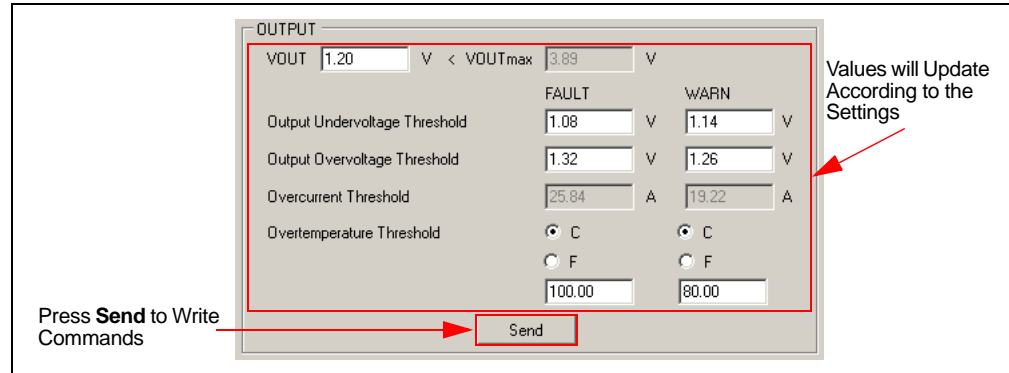 OUTPUT
VOUT 1.20 V < VOUTmax 3.89 V
FAULT WARN
Output Undervoltage Threshold 1.08 V 1.14 V
Output Overvoltage Threshold 1.32 V 1.26 V
Overcurrent Threshold 25.84 A 19.22 A
Overtemperature Threshold C C
F F
100.00 80.00
Send
Values will Update
According to the
Settings
Press Send to Write
Commands